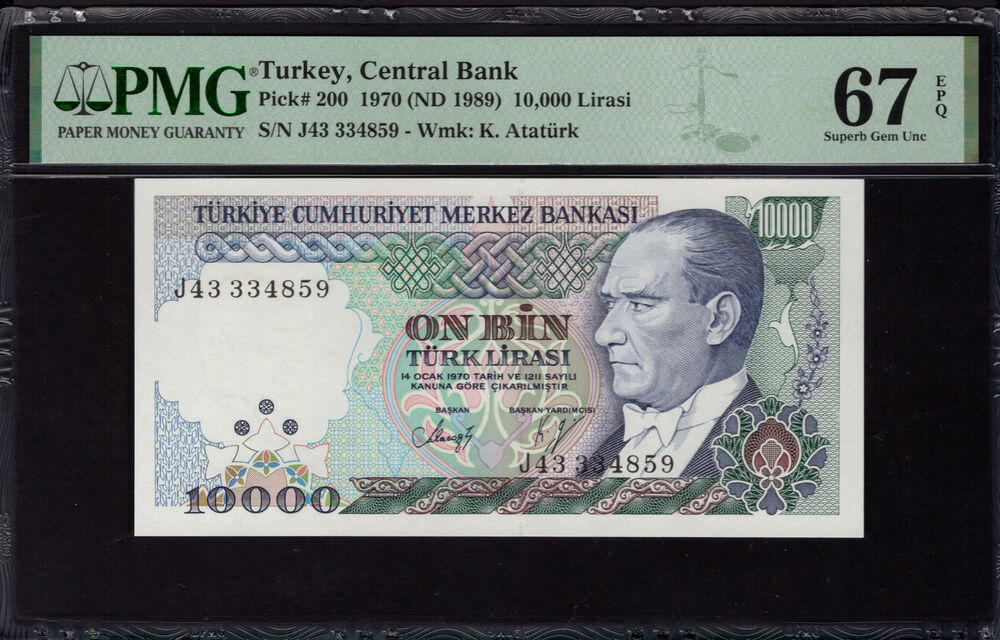 PMG®
PAPER MONEY GUARANTY
Turkey, Central Bank
Pick# 200 1970 (ND 1989) 10,000 Lirasi
S/N J43 334859 - Wmk: K. Atatürk
67
EPQ
Superb Gem Unc
TÜRKİYE CUMHURİYET MERKEZ BANKASI
10000
J43 334859
ON BİN
TÜRK LİRASI
14 OCAK 1970 TARİH VE 1211 SAYILI
KANUNA GÖRE ÇIKARILMIŞTIR
BAŞKAN BAŞKAN YARDIMCISI
J43 334859
10000